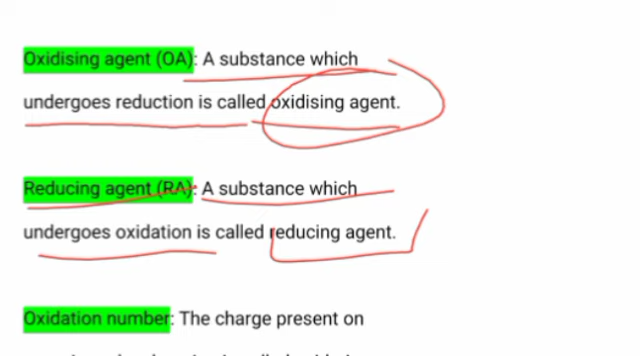 Oxidising agent (OA): A substance which
undergoes reduction is called oxidising agent.
Reducing agent (RA): A substance which
undergoes oxidation is called reducing agent.
Oxidation number: The charge present on